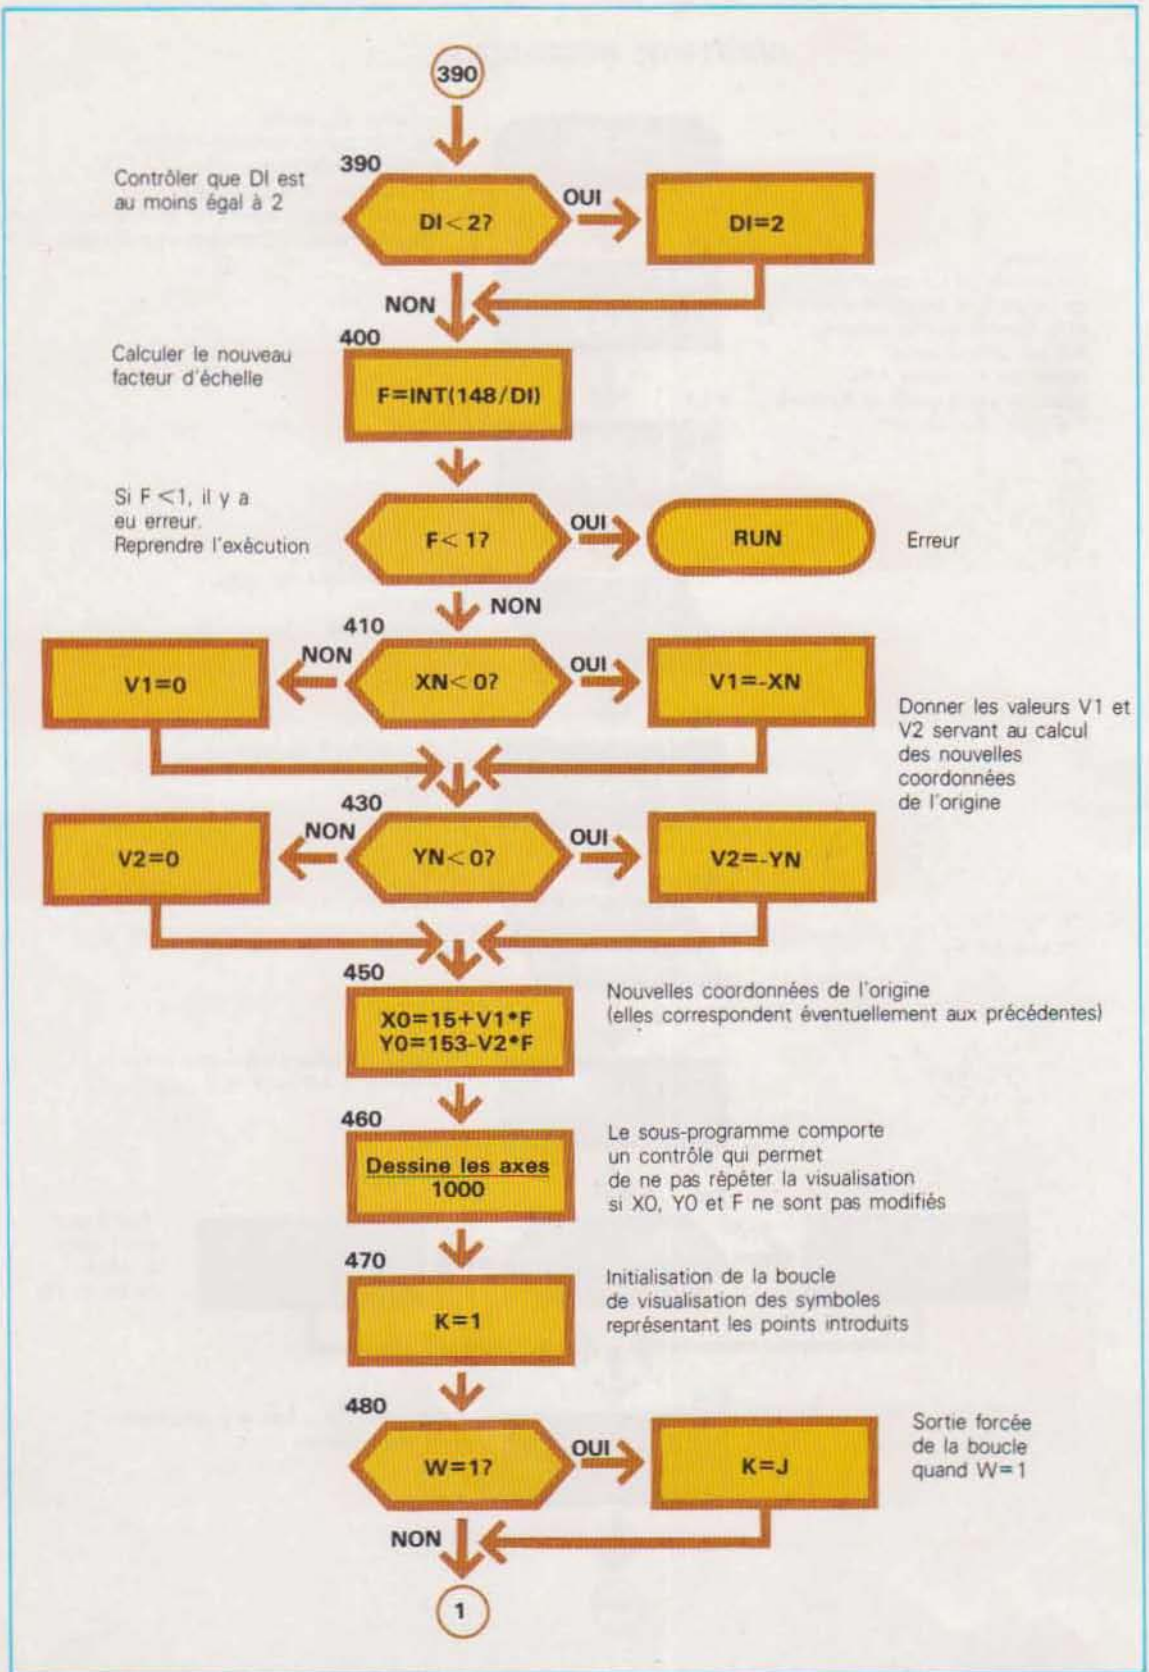 390
390
Contrôler que DI est
au moins égal à 2
DI<2?
OUI
DI=2
NON
400
Calculer le nouveau
facteur d'échelle
F=INT(148/DI)
Si F <1, il y a
eu erreur.
Reprendre l'exécution
F<1?
OUI
RUN
Erreur
NON
410
V1=0
NON
XN<0?
OUI
V1=-XN
Donner les valeurs V1 et
V2 servant au calcul
des nouvelles
coordonnées
de l'origine
430
V2=0
NON
YN<0?
OUI
V2=-YN
450
X0=15+V1*F
Y0=153-V2*F
Nouvelles coordonnées de l'origine
(elles correspondent éventuellement aux précédentes)
460
Dessine les axes
1000
Le sous-programme comporte
un contrôle qui permet
de ne pas répéter la visualisation
si X0, Y0 et F ne sont pas modifiés
470
K=1
Initialisation de la boucle
de visualisation des symboles
représentant les points introduits
480
W=1?
OUI
K=J
Sortie forcée
de la boucle
quand W=1
NON
1